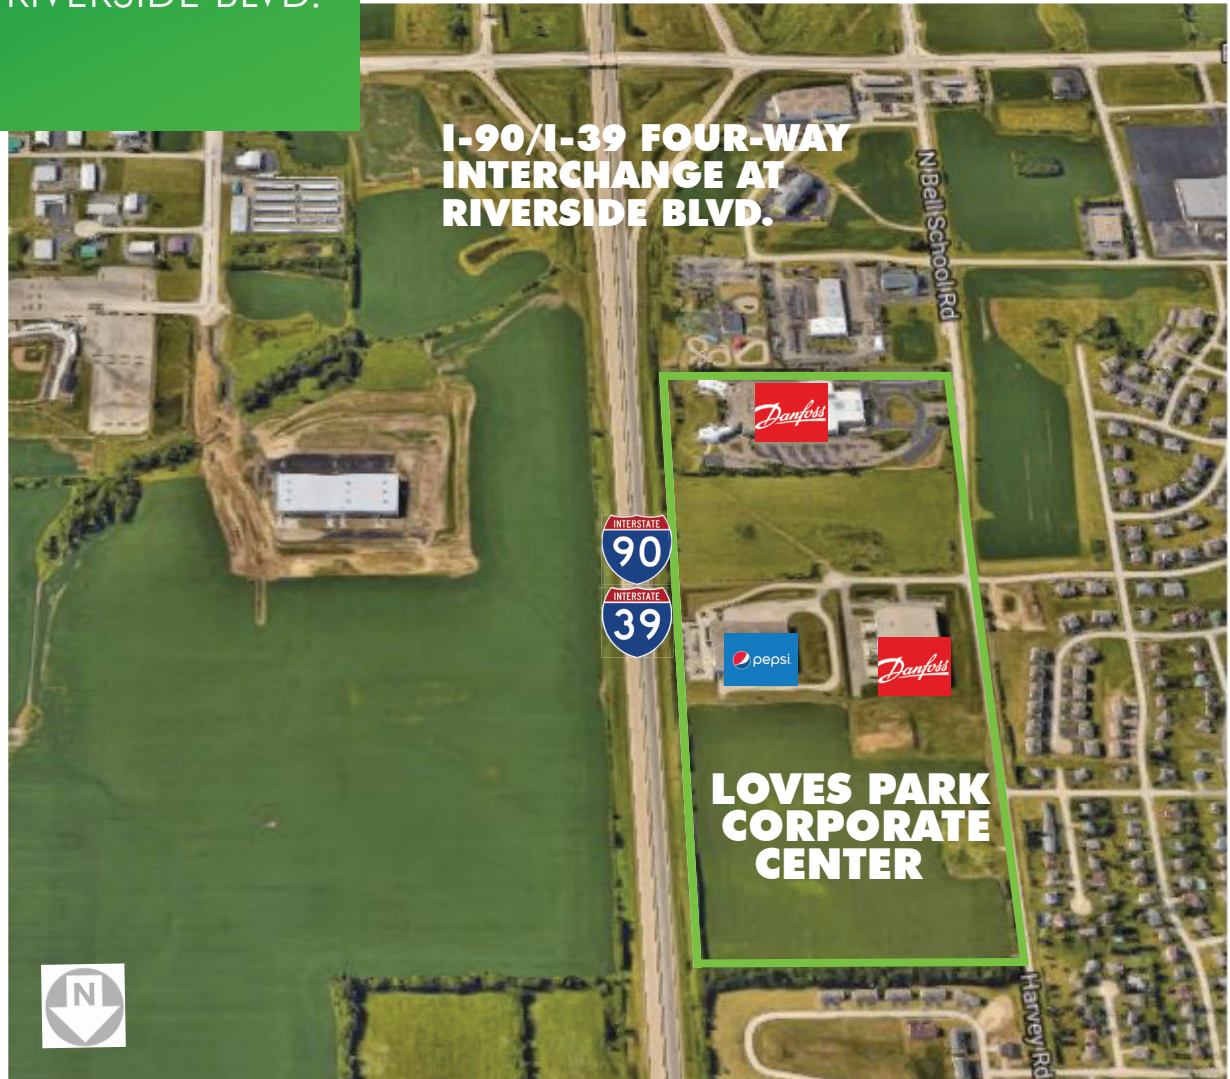 RIVERSIDE BLVD.
I-90/I-39 FOUR-WAY
INTERCHANGE AT
RIVERSIDE BLVD.
N Bell School Rd
Danfoss
INTERSTATE
90
INTERSTATE
39
pepsi
Danfoss
LOVES PARK
CORPORATE
CENTER
N
Harvey Rd